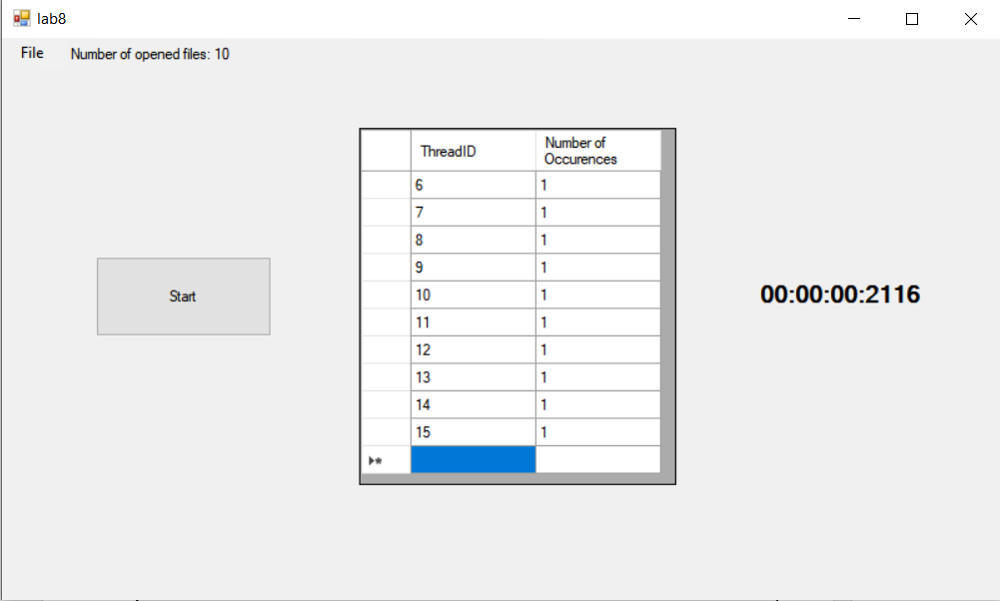 lab8
File Number of opened files: 10
ThreadID Number of
Occurences
6 1
7 1
8 1
9 1
10 1
11 1
12 1
13 1
14 1
15 1
Start
00:00:00:2116